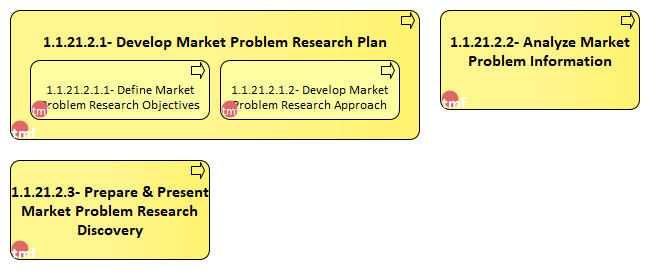 1.1.21.2.1- Develop Market Problem Research Plan
1.1.21.2.1.1- Define Market
Problem Research Objectives
tmf
1.1.21.2.1.2- Develop Market
Problem Research Approach
tmf
tmf
1.1.21.2.2- Analyze Market
Problem Information
tmf
1.1.21.2.3- Prepare & Present
Market Problem Research
Discovery
tmf